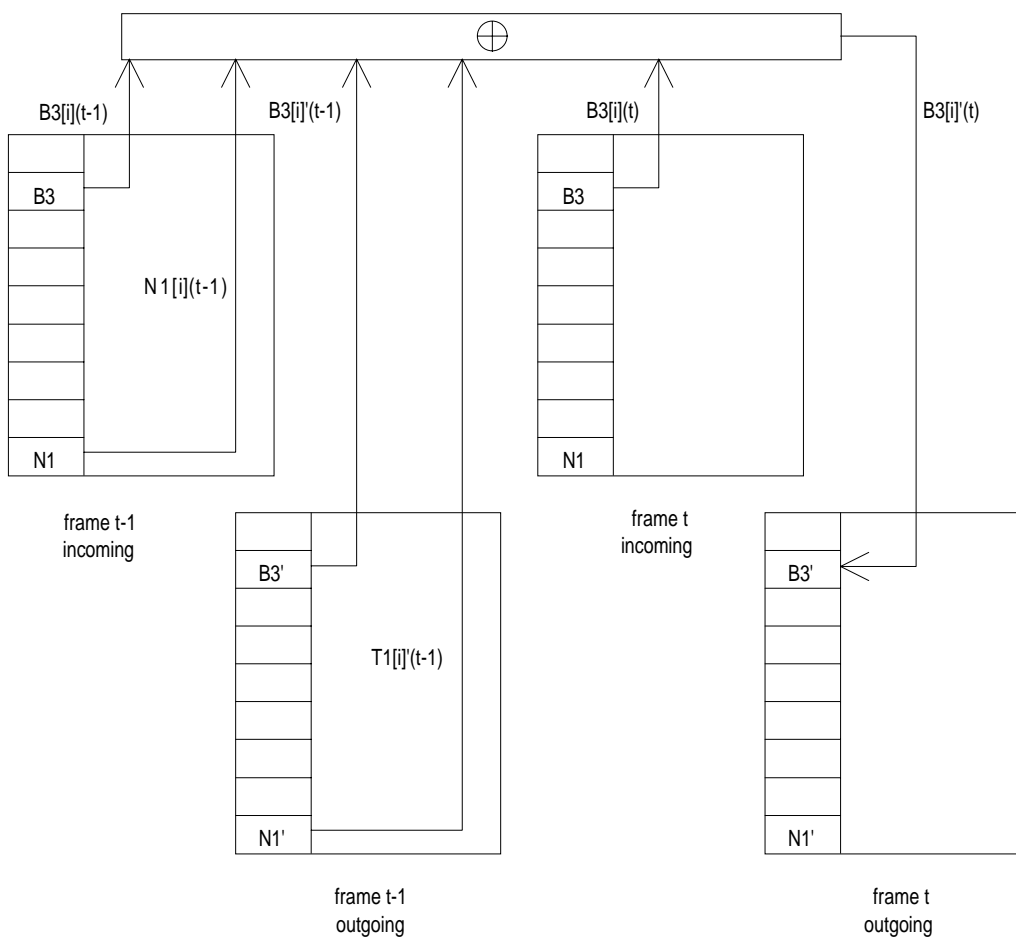 B3[i](t-1)
B3[i]'(t-1)
B3[i](t)
B3[i]'(t)
B3
B3
N1[i](t-1)
N1
N1
frame t-1
incoming
frame t
incoming
B3'
B3'
T1[i]'(t-1)
N1'
N1'
frame t-1
outgoing
frame t
outgoing